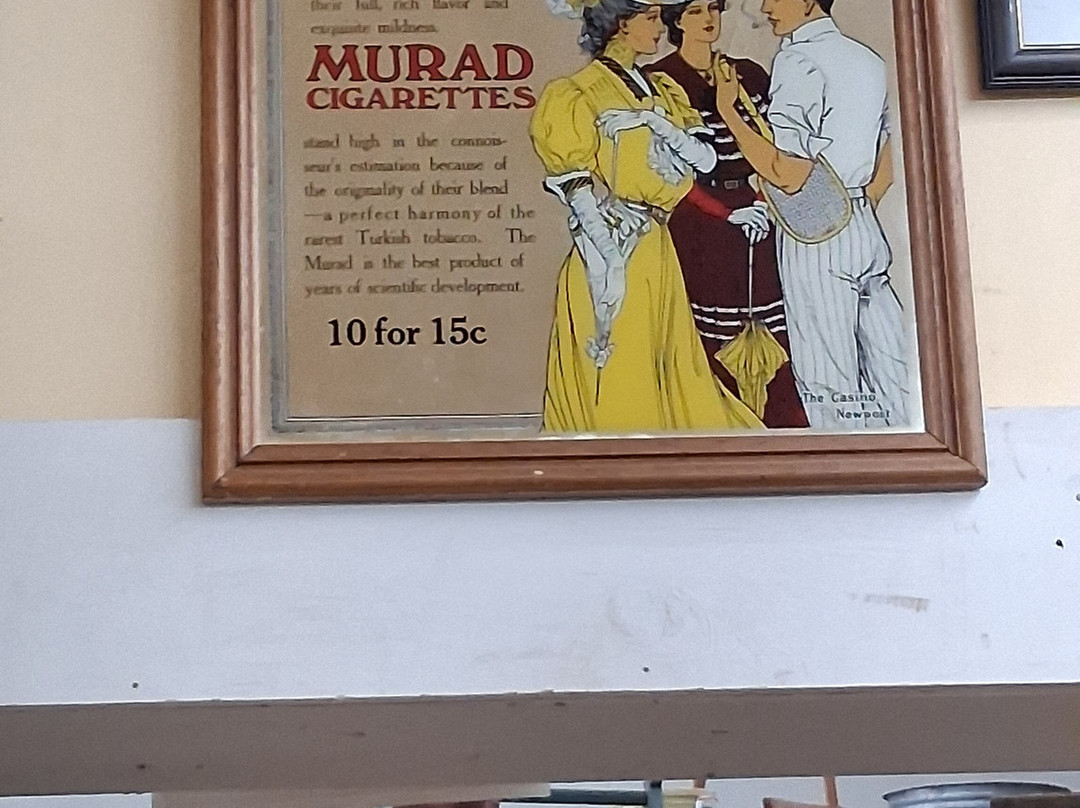 their full, rich flavor and
exquisite mildness.
MURAD
CIGARETTES
stand high in the connois-
seur's estimation because of
the originality of their blend
—a perfect harmony of the
rarest Turkish tobacco. The
Murad is the best product of
years of scientific development.
10 for 15c
The Casino,
Newport